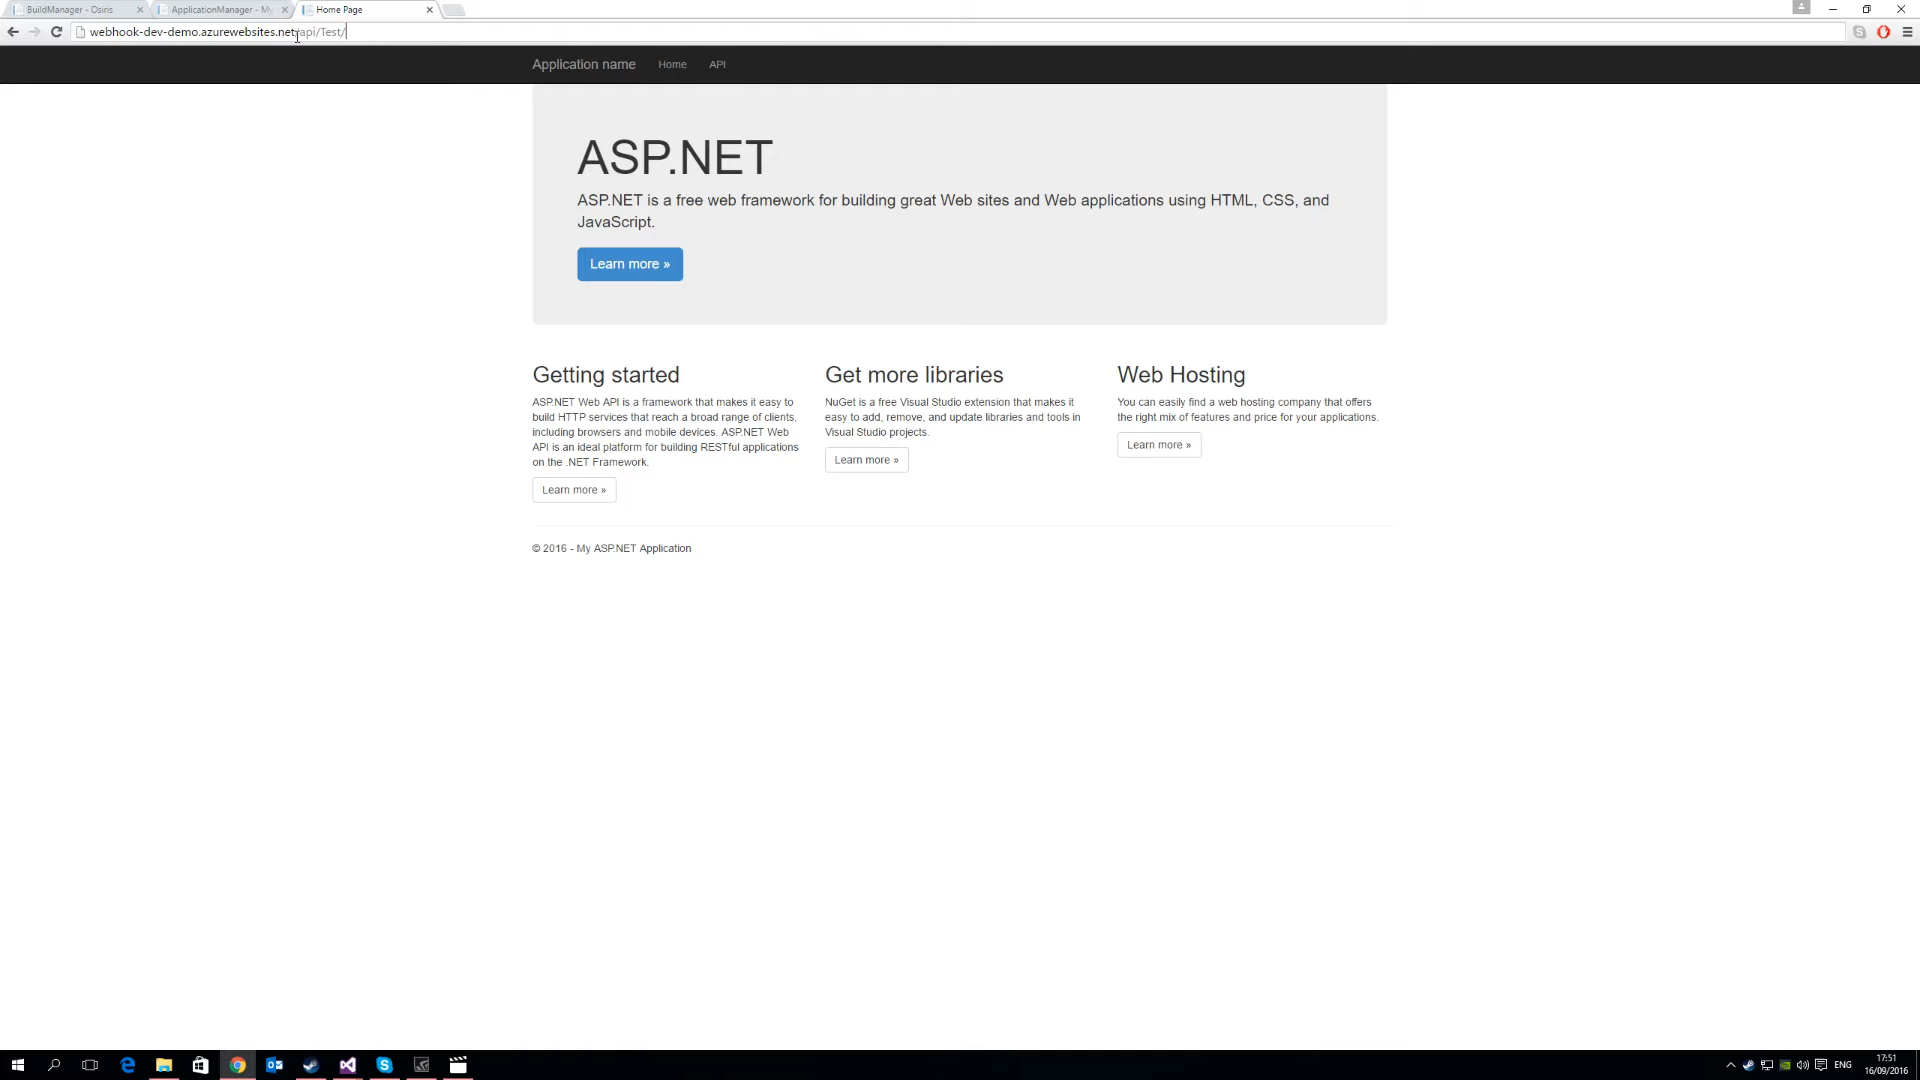 BuildManager - Osiris
ApplicationManager - My
Home Page
webhook-dev-demo.azurewebsites.net/api/Test/
Application name
Home
API
ASP.NET
ASP.NET is a free web framework for building great Web sites and Web applications using HTML, CSS, and
JavaScript.
Learn more »
Getting started
ASP.NET Web API is a framework that makes it easy to
build HTTP services that reach a broad range of clients,
including browsers and mobile devices. ASP.NET Web
API is an ideal platform for building RESTful applications
on the .NET Framework.
Learn more »
Get more libraries
NuGet is a free Visual Studio extension that makes it
easy to add, remove, and update libraries and tools in
Visual Studio projects.
Learn more »
Web Hosting
You can easily find a web hosting company that offers
the right mix of features and price for your applications.
Learn more »
© 2016 - My ASP.NET Application
ENG
17:51
16/09/2016